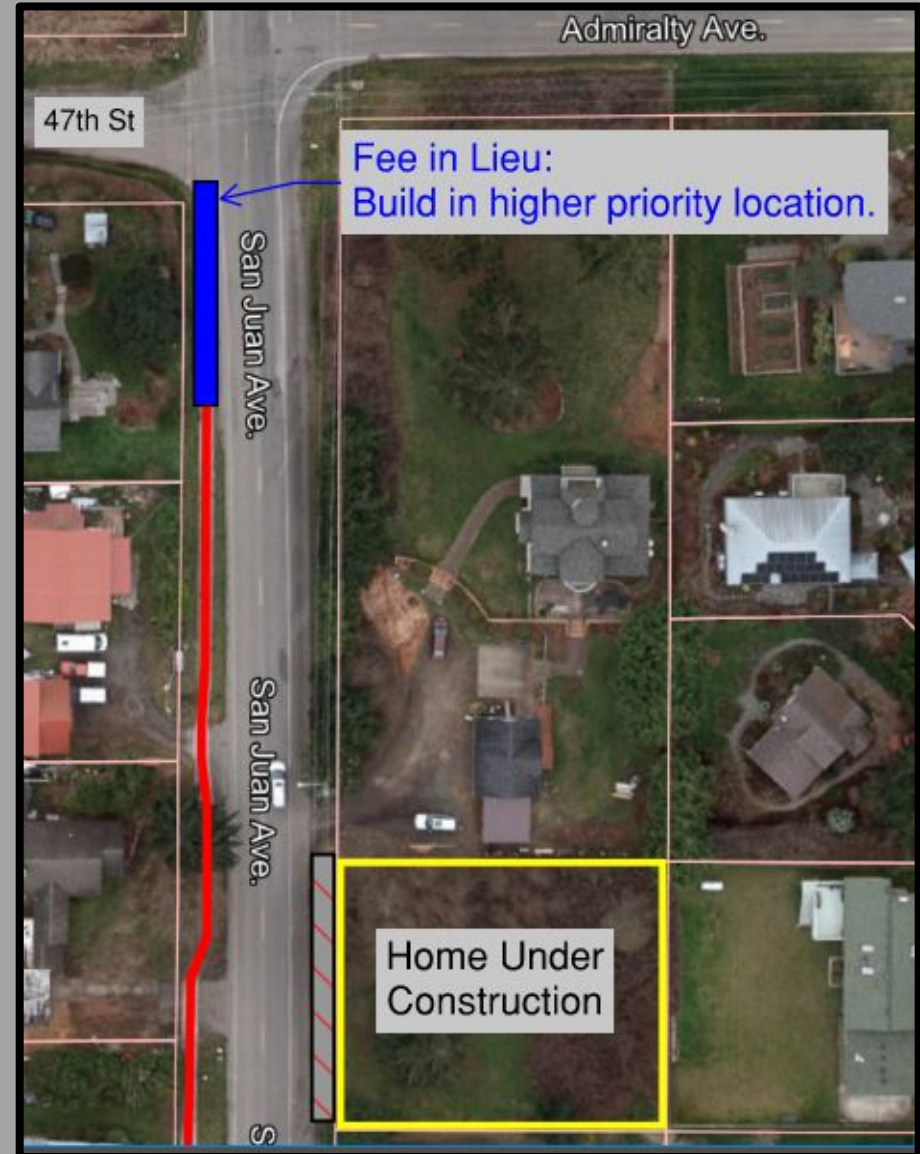 Admiralty Ave.
47th St
Fee in Lieu:
Build in higher priority location.
San Juan Ave.
San Juan Ave.
Home Under
Construction
S